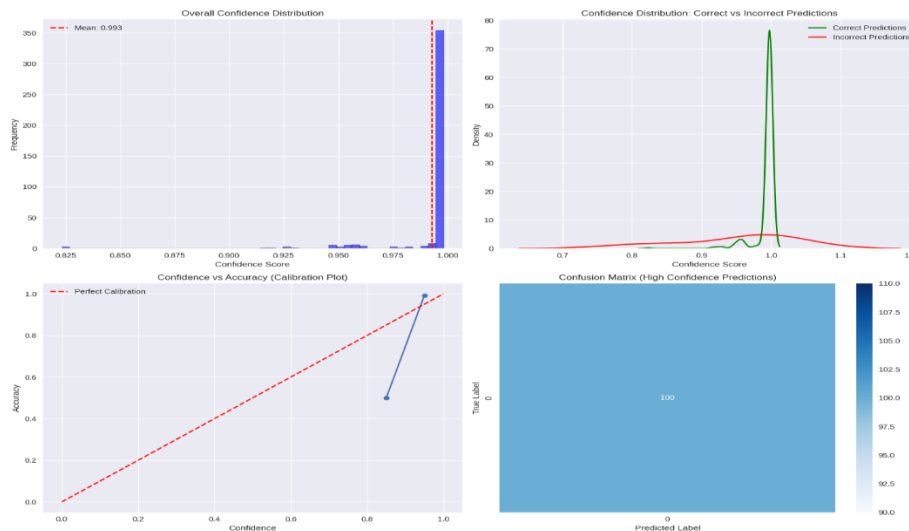 Overall Confidence Distribution
Mean: 0.993
350
300
250
200
150
100
50
0
Frequency
0.825 0.850 0.875 0.900 0.925 0.950 0.975 1.000
Confidence Score
Confidence Distribution: Correct vs Incorrect Predictions
Correct Predictions
Incorrect Predictions
80
70
60
50
40
30
20
10
0
Density
0.7 0.8 0.9 1.0 1.1
Confidence Score
Confidence vs Accuracy (Calibration Plot)
Perfect Calibration
1.0
0.8
0.6
0.4
0.2
0.0
Accuracy
0.0 0.2 0.4 0.6 0.8 1.0
Confidence
Confusion Matrix (High Confidence Predictions)
True Label
0
100
0
Predicted Label
110.0
107.5
105.0
102.5
100.0
97.5
95.0
92.5
90.0